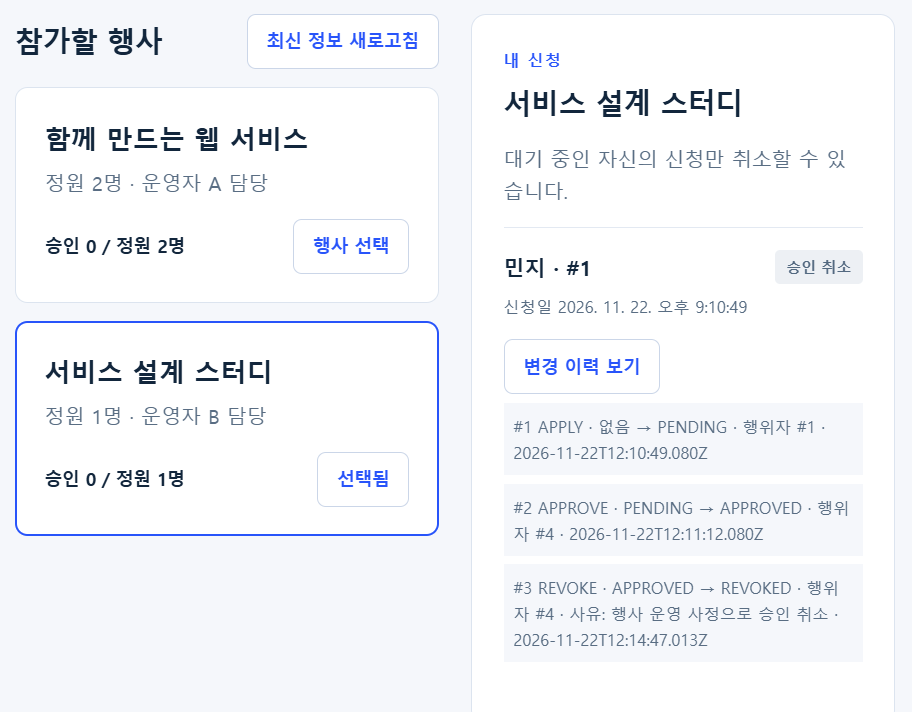 참가할 행사
최신 정보 새로고침
함께 만드는 웹 서비스
정원 2명 · 운영자 A 담당
승인 0 / 정원 2명
행사 선택
서비스 설계 스터디
정원 1명 · 운영자 B 담당
승인 0 / 정원 1명
선택됨
내 신청
서비스 설계 스터디
대기 중인 자신의 신청만 취소할 수 있
습니다.
민지 · #1
승인 취소
신청일 2026. 11. 22. 오후 9:10:49
변경 이력 보기
#1 APPLY · 없음 → PENDING · 행위자 #1 ·
2026-11-22T12:10:49.080Z
#2 APPROVE · PENDING → APPROVED · 행위
자 #4 · 2026-11-22T12:11:12.080Z
#3 REVOKE · APPROVED → REVOKED · 행위
자 #4 · 사유: 행사 운영 사정으로 승인 취소 ·
2026-11-22T12:14:47.013Z